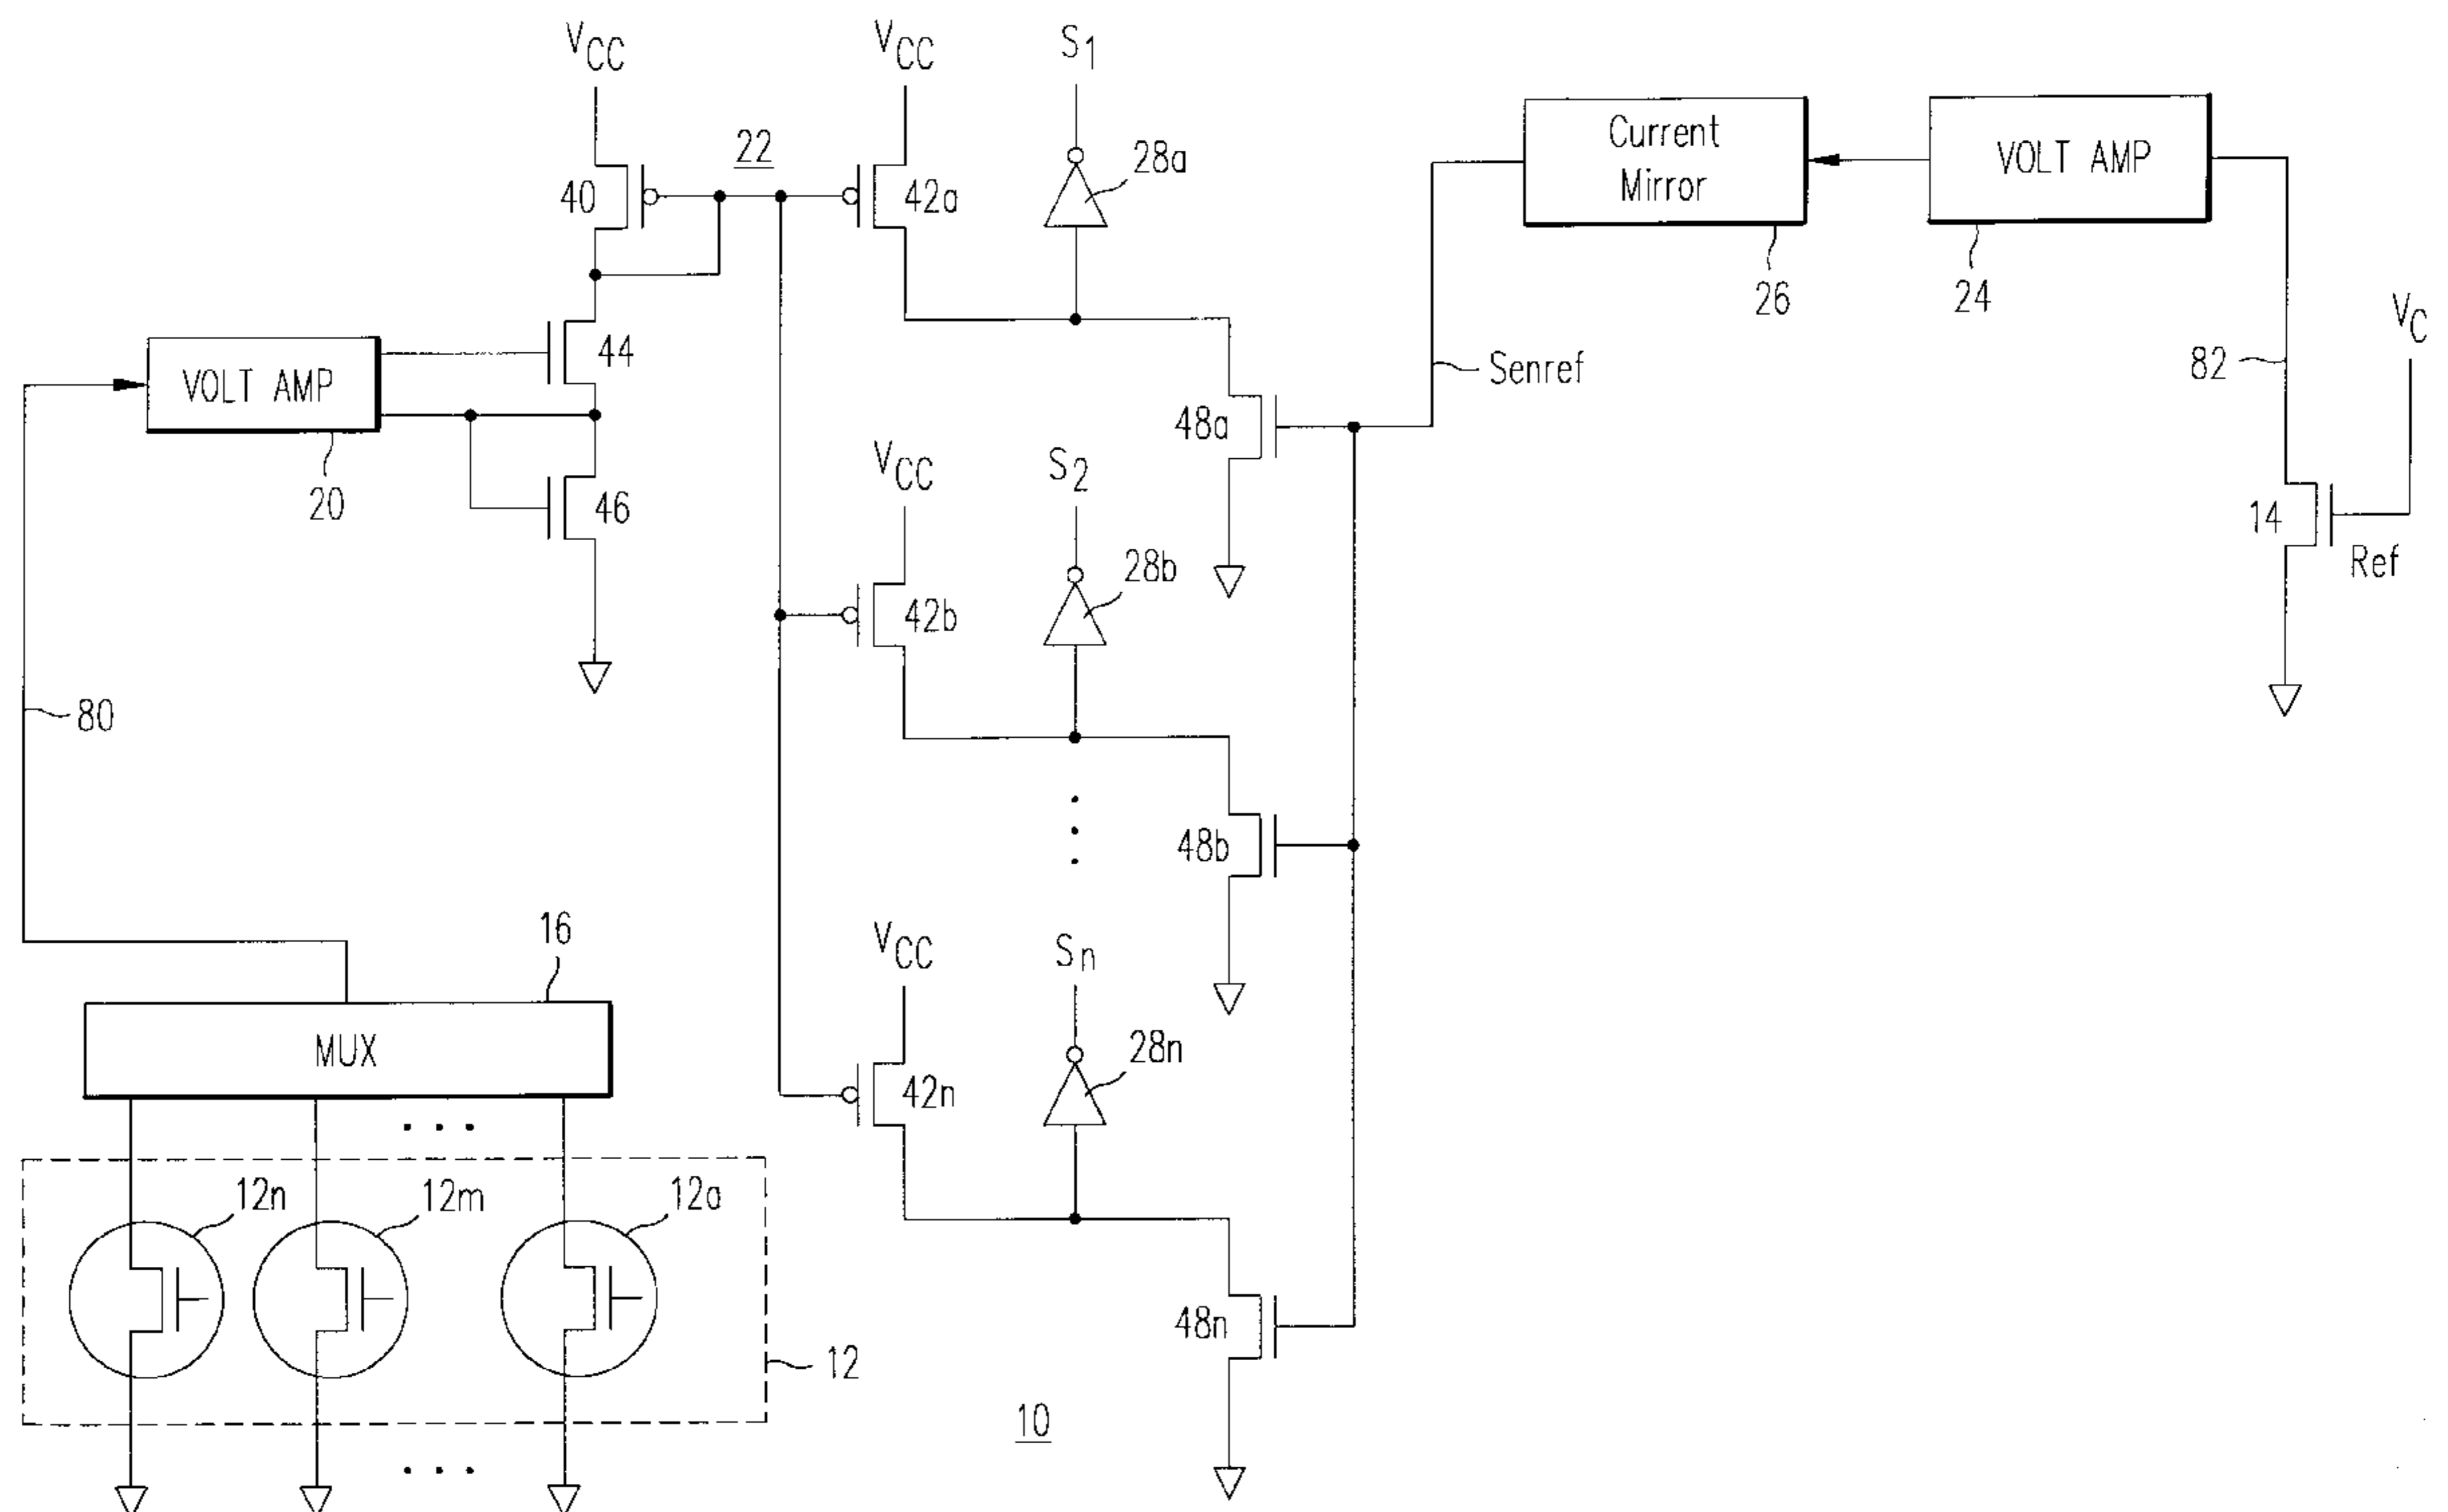 VCC
VCC
S1
22
28a
40
42a
Current
Mirror
VOLT AMP
26
24
VC
44
VOLT AMP
Senref
82
20
46
48a
VCC
S2
14
Ref
28b
42b
80
48b
16
VCC
Sn
MUX
28n
42n
12n
12m
12a
48n
12
10